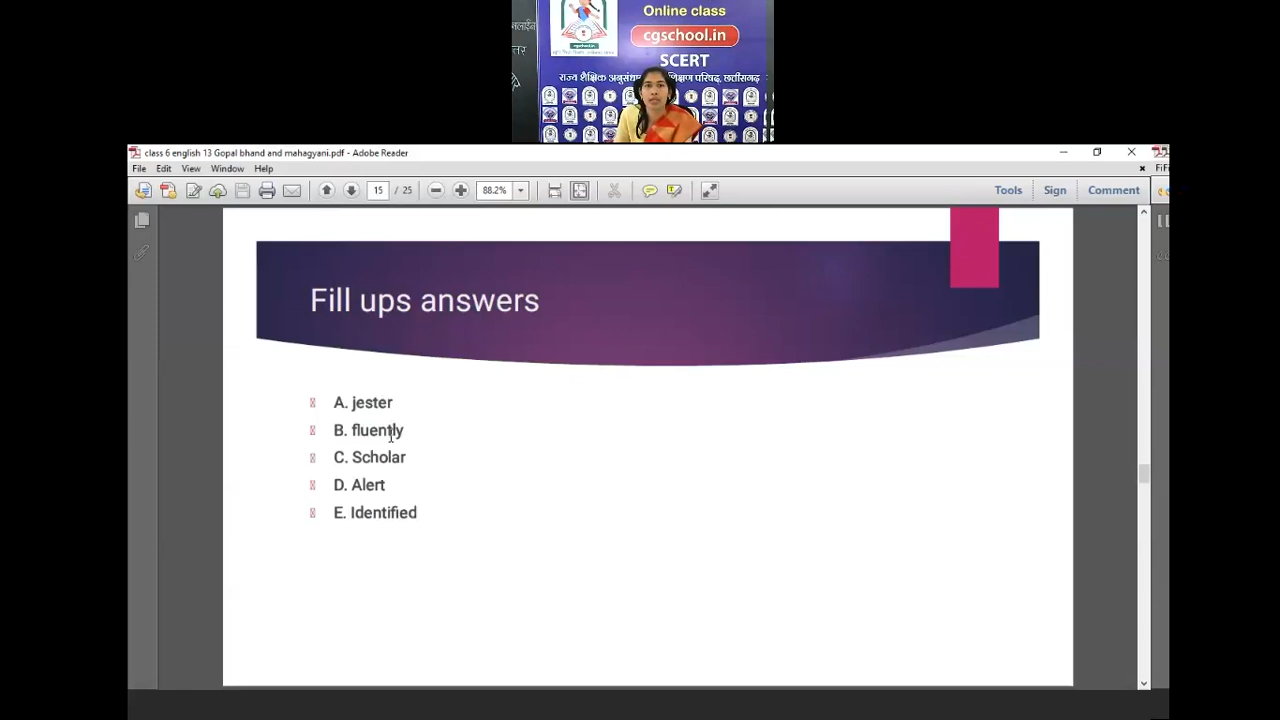 Online class
cgschool.in
SCERT
class 6 english 13 Gopal bhand and mahagyani.pdf - Adobe Reader
File Edit View Window Help
15 / 25 88.2% Tools Sign Comment
Fill ups answers
A. jester
B. fluently
C. Scholar
D. Alert
E. Identified